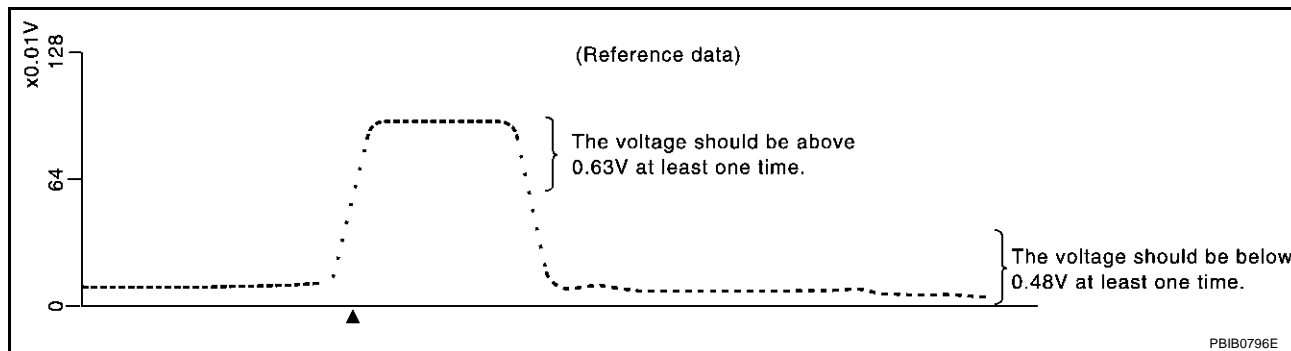 x0.01V
128
64
0
(Reference data)
The voltage should be above
0.63V at least one time.
The voltage should be below
0.48V at least one time.
PBIB0796E